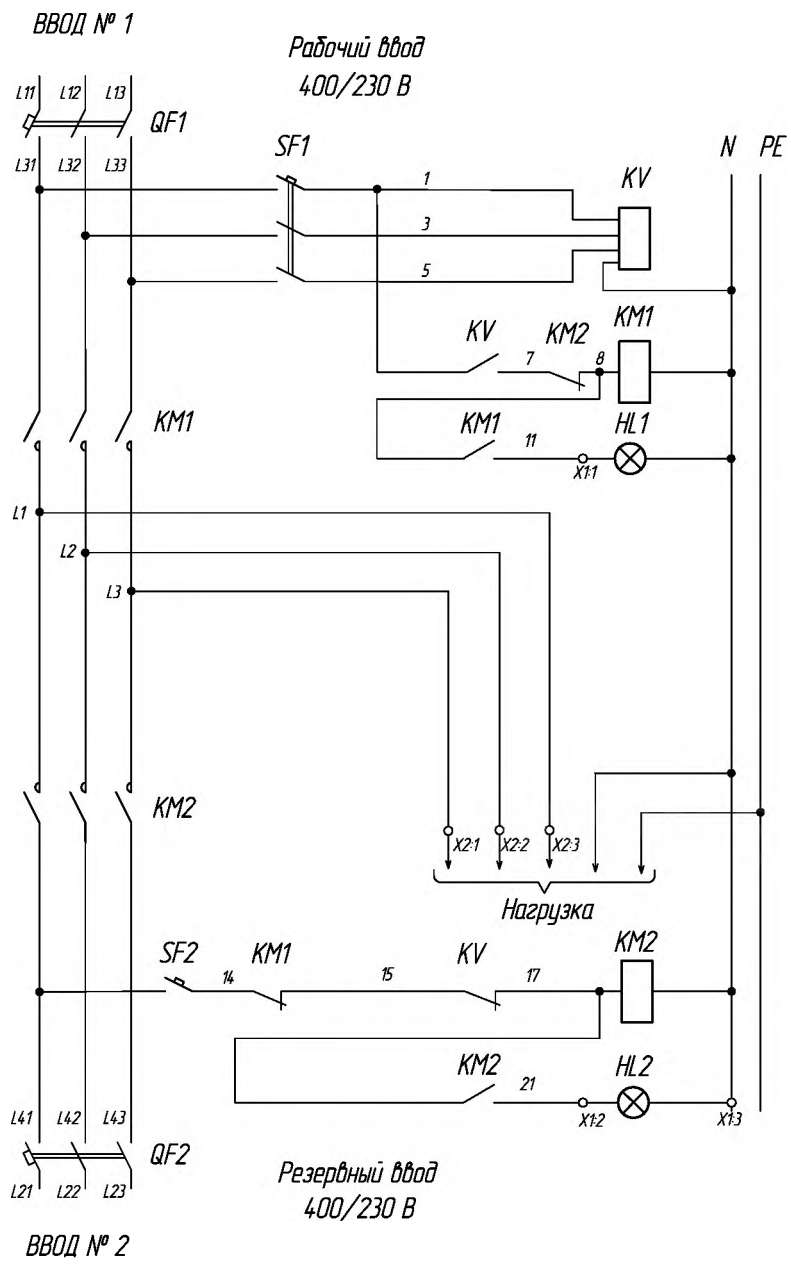 ВВОД № 1
Рабочий ввод
400/230 В
L11 L12 L13
QF1
L31 L32 L33
SF1
N PE
1
KV
3
5
KV
7
KM2
8
KM1
KM1
KM1
11
X1:1
HL1
L1
L2
L3
KM2
X2:1 X2:2 X2:3
Нагрузка
SF2
14
KM1
15
KV
17
KM2
KM2
21
X1:2
HL2
X1:3
L41 L42 L43
QF2
L21 L22 L23
Резервный ввод
400/230 В
ВВОД № 2